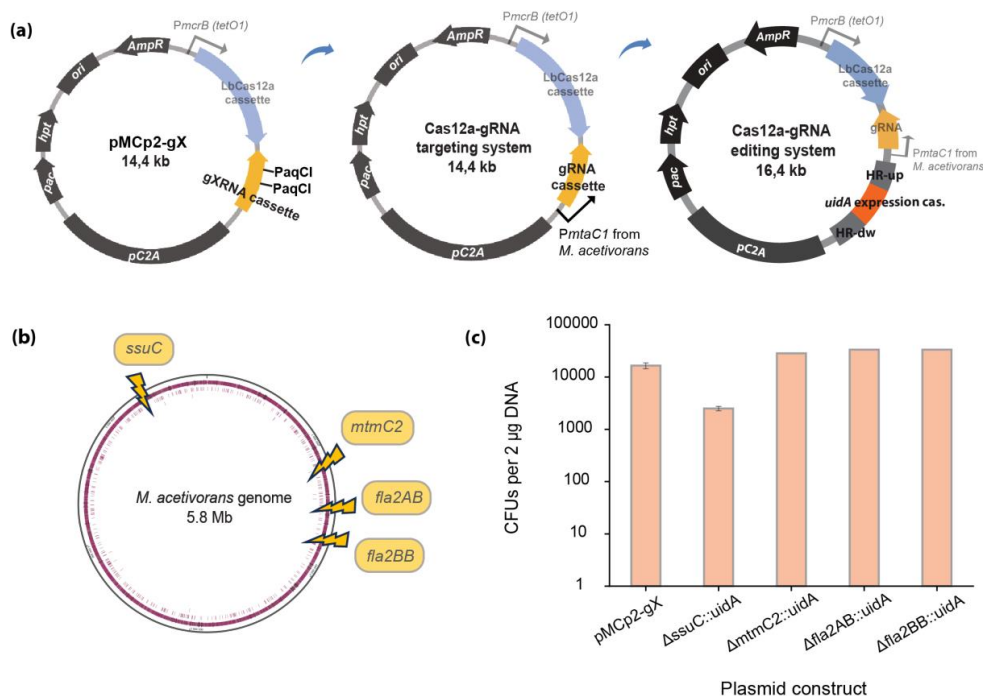 (a)
PmcrB (tetO1)
AmpR
ori
hpt
pac
pC2A
LbCas12a
cassette
pMCp2-gX
14,4 kb
PaqCI
PaqCI
gXRNA cassette
PmcrB (tetO1)
AmpR
ori
hpt
pac
pC2A
LbCas12a
cassette
Cas12a-gRNA
targeting system
14,4 kb
gRNA
cassette
PmtaC1 from
M. acetivorans
PmcrB (tetO1)
AmpR
ori
hpt
pac
pC2A
LbCas12a
cassette
Cas12a-gRNA
editing system
16,4 kb
gRNA
PmtaC1 from
M. acetivorans
HR-up
uidA expression cas.
HR-dw
(b)
ssuC
mtmC2
fla2AB
fla2BB
M. acetivorans genome
5.8 Mb
(c)
CFUs per 2 µg DNA
100000
10000
1000
100
10
1
pMCp2-gX
ΔssuC::uidA
ΔmtmC2::uidA
Δfla2AB::uidA
Δfla2BB::uidA
Plasmid construct